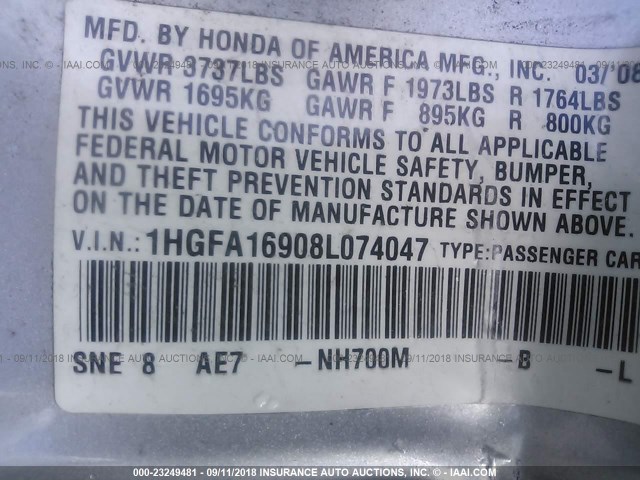 MFD. BY HONDA OF AMERICA MFG., INC. 03/08
GVWR 3737LBS GAWR F 1973LBS R 1764LBS
GVWR 1695KG GAWR F 895KG R 800KG
THIS VEHICLE CONFORMS TO ALL APPLICABLE
FEDERAL MOTOR VEHICLE SAFETY, BUMPER,
AND THEFT PREVENTION STANDARDS IN EFFECT
ON THE DATE OF MANUFACTURE SHOWN ABOVE.
V.I.N.: 1HGFA16908L074047 TYPE:PASSENGER CAR
SNE 8 AE7 -NH700M -B -L
00-23249481 - 09/11/2018 INSURANCE AUTO AUCTIONS, INC. © - IAAI.COM